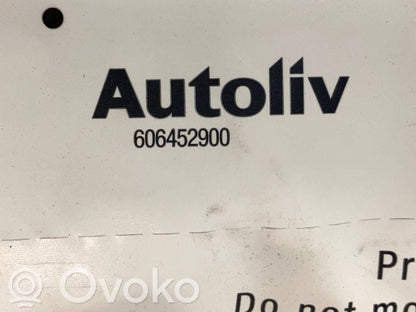 Autoliv
606452900
Pr
Do not mo
Ovoko